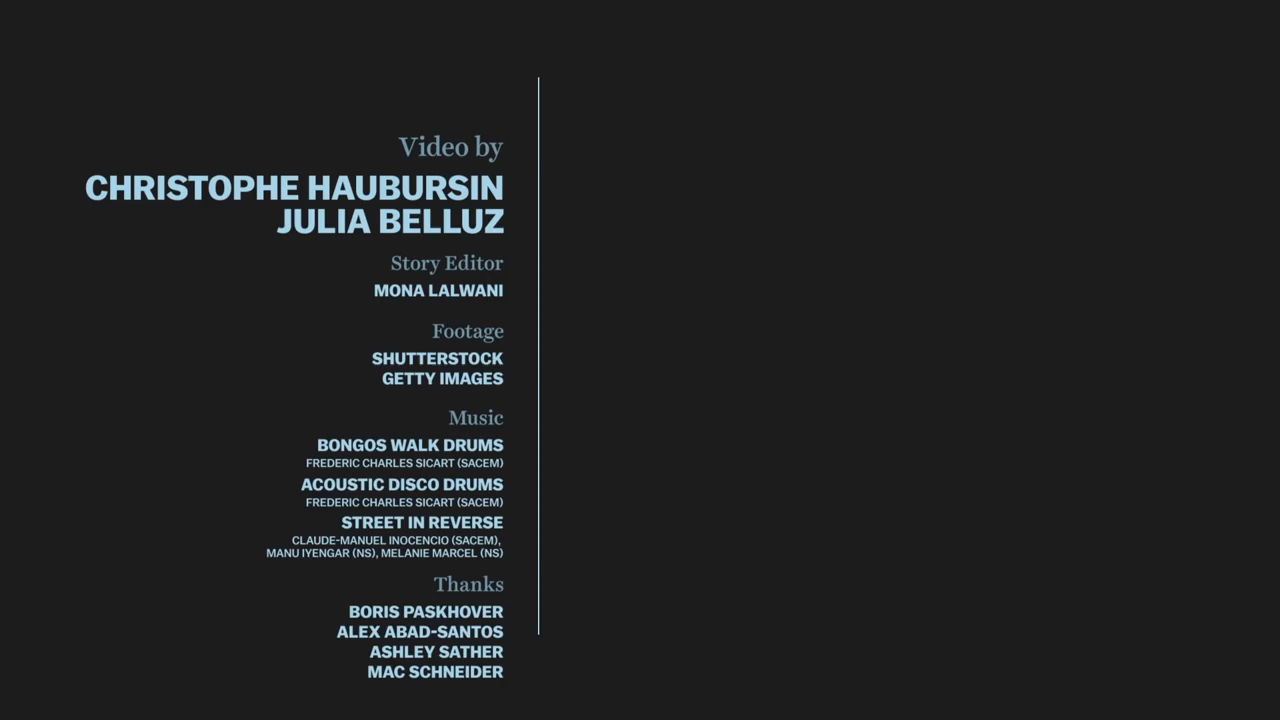 Video by
CHRISTOPHE HAUBURSIN
JULIA BELLUZ
Story Editor
MONA LALWANI
Footage
SHUTTERSTOCK
GETTY IMAGES
Music
BONGOS WALK DRUMS
FREDERIC CHARLES SICART (SACEM)
ACOUSTIC DISCO DRUMS
FREDERIC CHARLES SICART (SACEM)
STREET IN REVERSE
CLAUDE-MANUEL INOCENCIO (SACEM),
MANU IYENGAR (NS), MELANIE MARCEL (NS)
Thanks
BORIS PASKHOVER
ALEX ABAD-SANTOS
ASHLEY SATHER
MAC SCHNEIDER